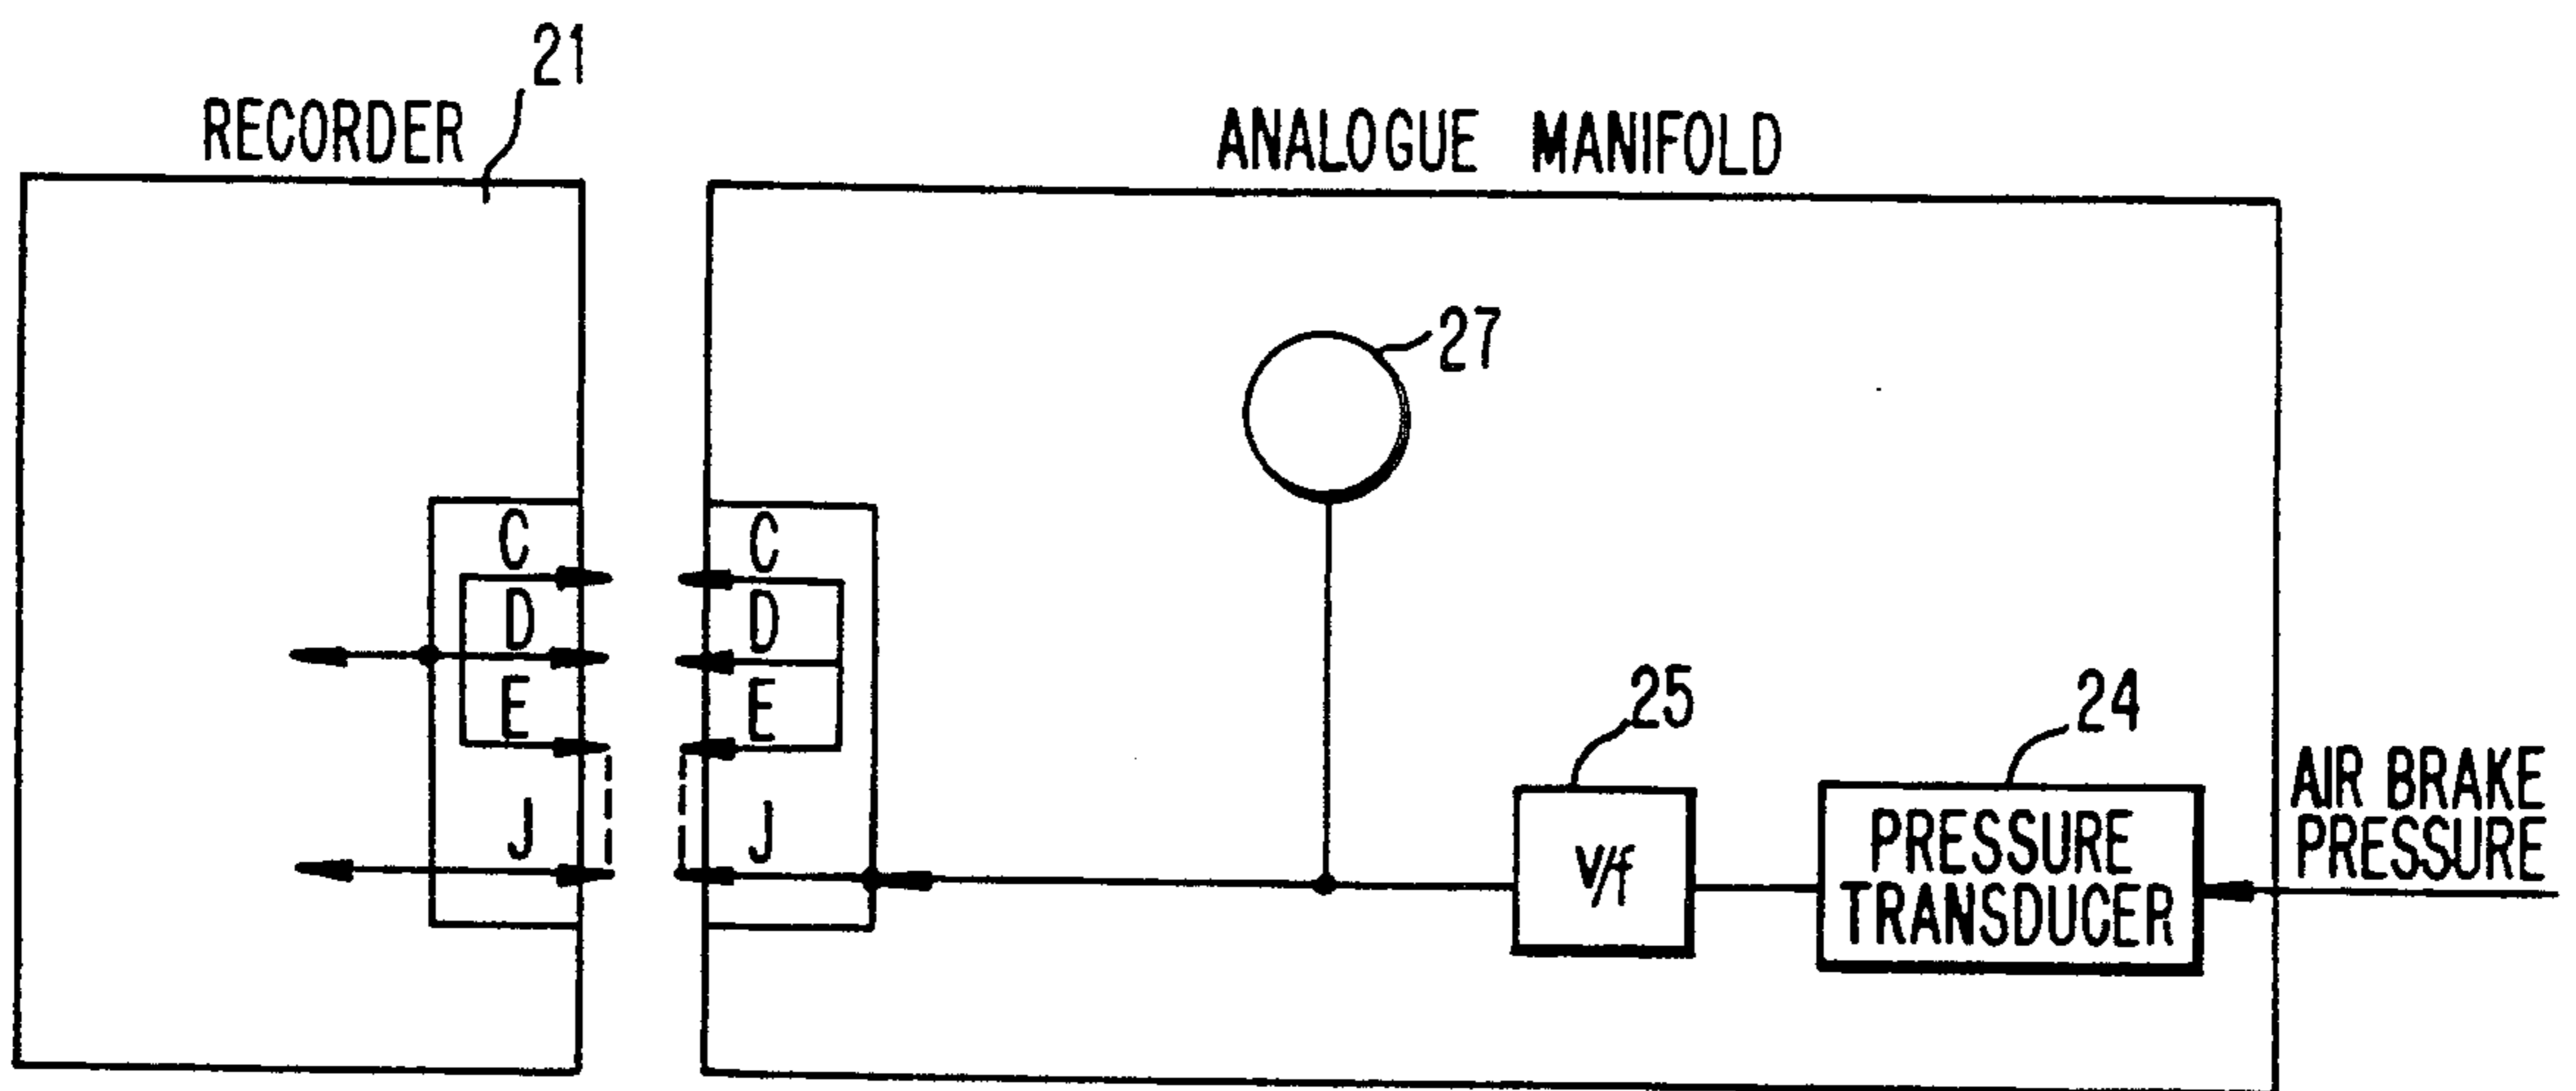 21
RECORDER
ANALOGUE MANIFOLD
27
C
D
E
J
C
D
E
J
25
V/f
24
PRESSURE
TRANSDUCER
AIR BRAKE
PRESSURE